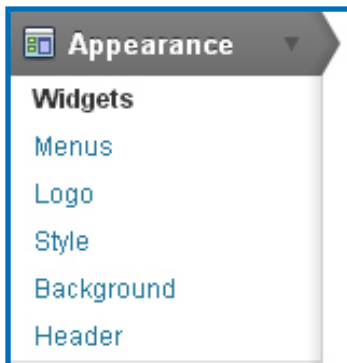 Appearance
Widgets
Menus
Logo
Style
Background
Header